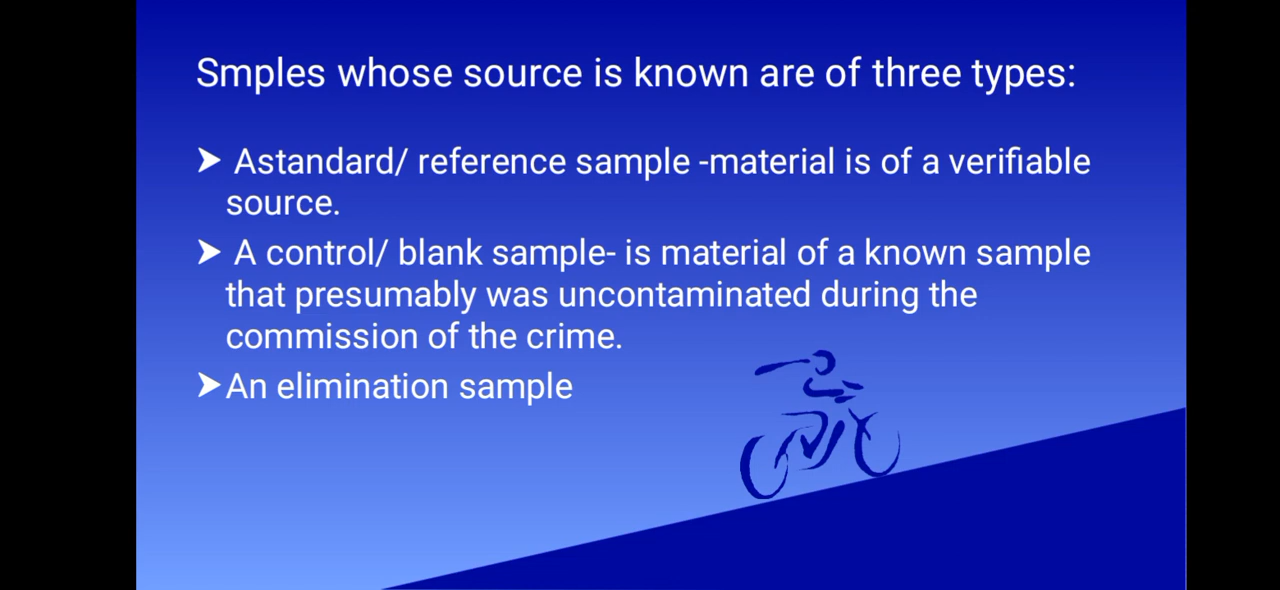 Smples whose source is known are of three types:
➤ Astandard/ reference sample -material is of a verifiable
source.
➤ A control/ blank sample- is material of a known sample
that presumably was uncontaminated during the
commission of the crime.
➤An elimination sample